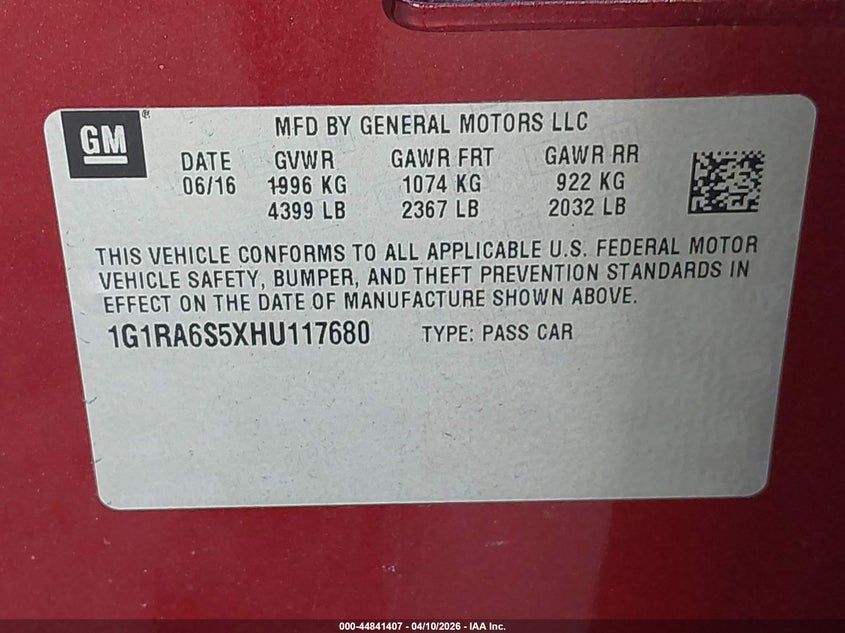 GM ®
MFD BY GENERAL MOTORS LLC
DATE GVWR GAWR FRT GAWR RR
06/16 1996 KG 1074 KG 922 KG
4399 LB 2367 LB 2032 LB
THIS VEHICLE CONFORMS TO ALL APPLICABLE U.S. FEDERAL MOTOR
VEHICLE SAFETY, BUMPER, AND THEFT PREVENTION STANDARDS IN
EFFECT ON THE DATE OF MANUFACTURE SHOWN ABOVE.
1G1RA6S5XHU117680 TYPE: PASS CAR
000-44841407 - 04/10/2026 - IAA Inc.